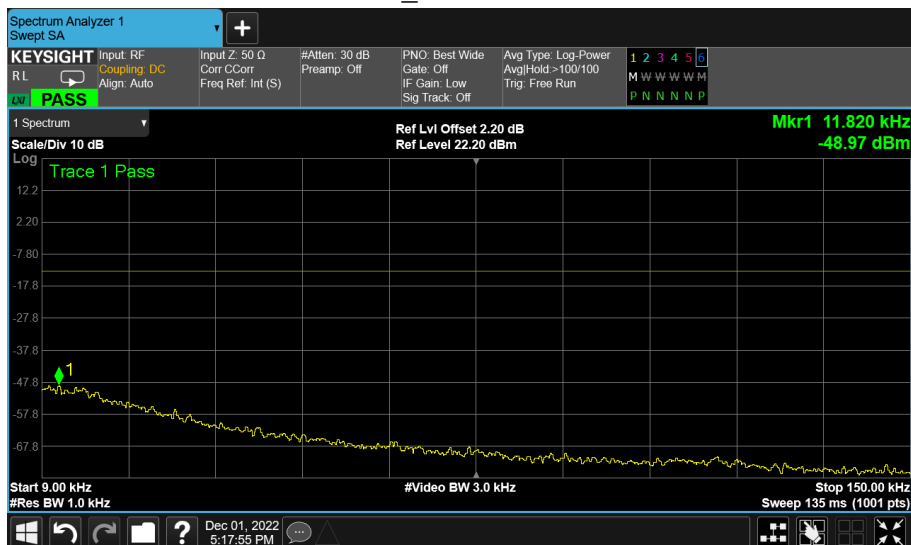 Spectrum Analyzer 1
Swept SA
+
KEYSIGHT Input: RF
Coupling: DC
Align: Auto
Input Z: 50 Ω
Corr CCorr
Freq Ref: Int (S)
#Atten: 30 dB
Preamp: Off
PNO: Best Wide
Gate: Off
IF Gain: Low
Sig Track: Off
Avg Type: Log-Power
Avg|Hold:>100/100
Trig: Free Run
1 2 3 4 5 6
M W W W W M
P N N N N P
RL
LXI PASS
1 Spectrum
Scale/Div 10 dB
Ref Lvl Offset 2.20 dB
Ref Level 22.20 dBm
Mkr1 11.820 kHz
-48.97 dBm
Log
Trace 1 Pass
12.2
2.20
-7.80
-17.8
-27.8
-37.8
-47.8
-57.8
-67.8
1
Start 9.00 kHz
#Res BW 1.0 kHz
#Video BW 3.0 kHz
Stop 150.00 kHz
Sweep 135 ms (1001 pts)
?
Dec 01, 2022
5:17:55 PM